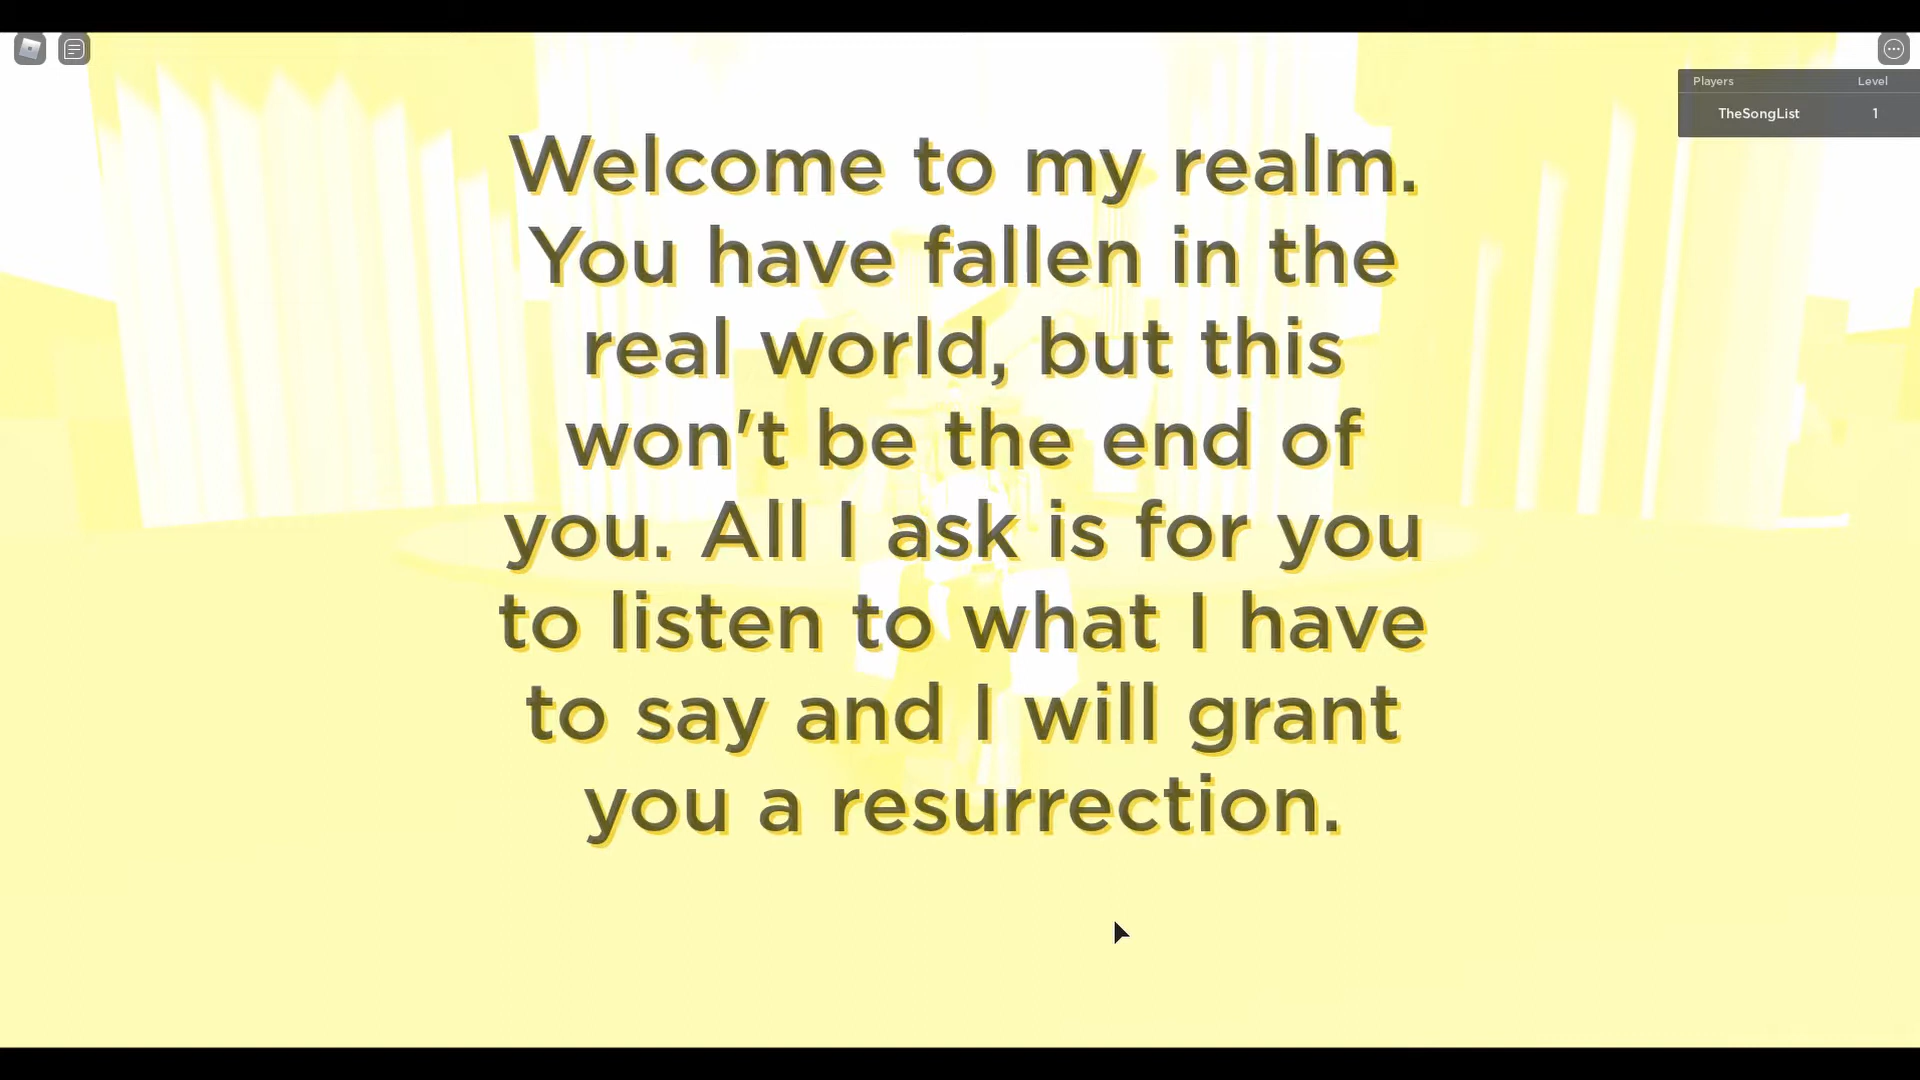 Players Level
TheSongList 1
Welcome to my realm.
You have fallen in the
real world, but this
won't be the end of
you. All I ask is for you
to listen to what I have
to say and I will grant
you a resurrection.